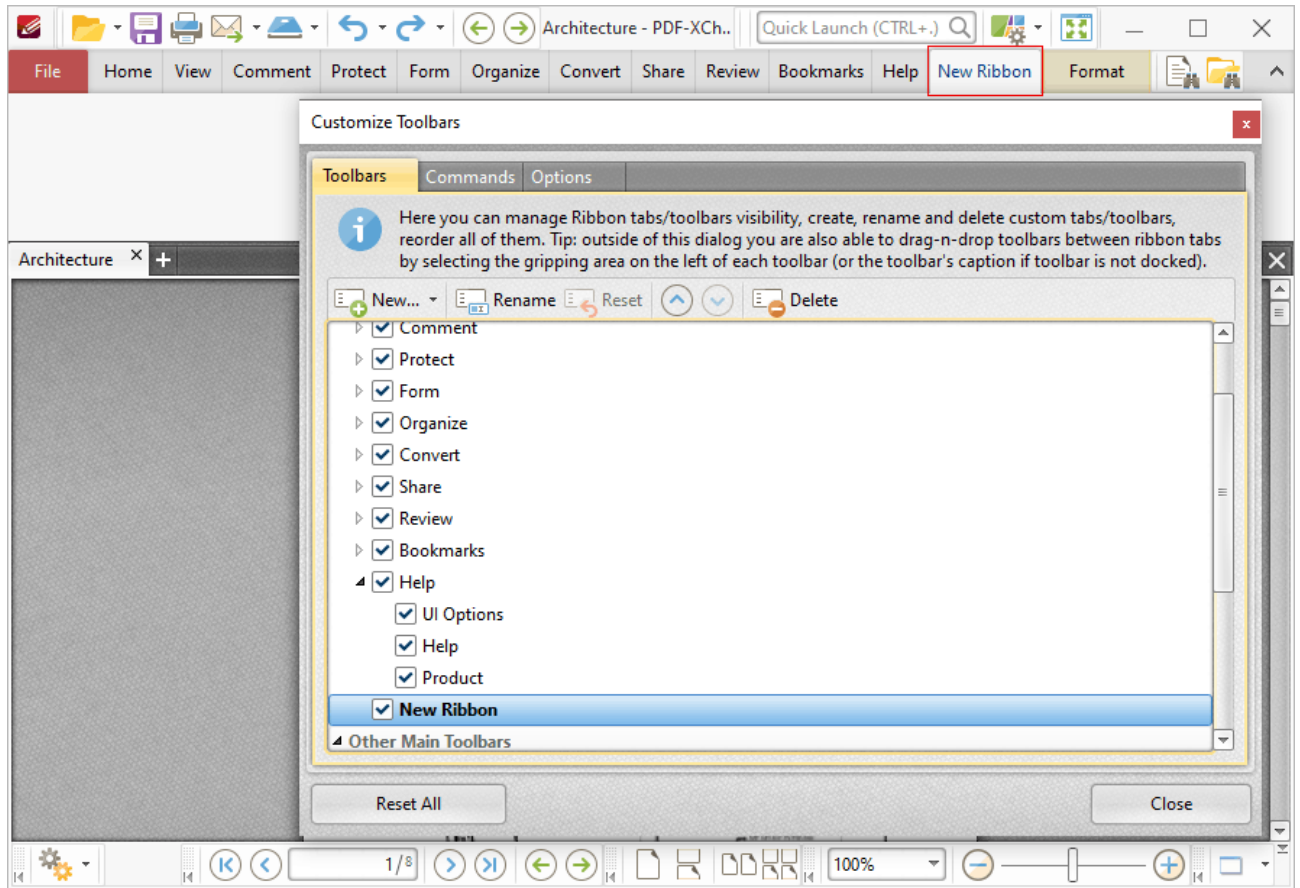 Architecture - PDF-XCh..
Quick Launch (CTRL+.)
File Home View Comment Protect Form Organize Convert Share Review Bookmarks Help New Ribbon Format
Customize Toolbars
x
Toolbars Commands Options
Here you can manage Ribbon tabs/toolbars visibility, create, rename and delete custom tabs/toolbars,
reorder all of them. Tip: outside of this dialog you are also able to drag-n-drop toolbars between ribbon tabs
by selecting the gripping area on the left of each toolbar (or the toolbar's caption if toolbar is not docked).
Architecture
New... Rename Reset Delete
Comment
Protect
Form
Organize
Convert
Share
Review
Bookmarks
Help
UI Options
Help
Product
New Ribbon
Other Main Toolbars
Reset All Close
1/8 100%